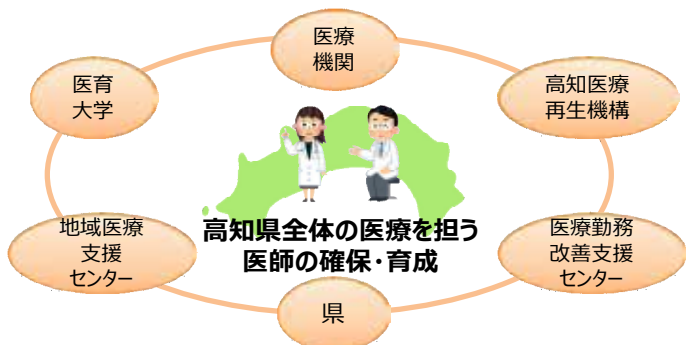 医療
機関
医育
大学
高知医療
再生機構
高知県全体の医療を担う
医師の確保・育成
地域医療
支援
センター
医療勤務
改善支援
センター
県